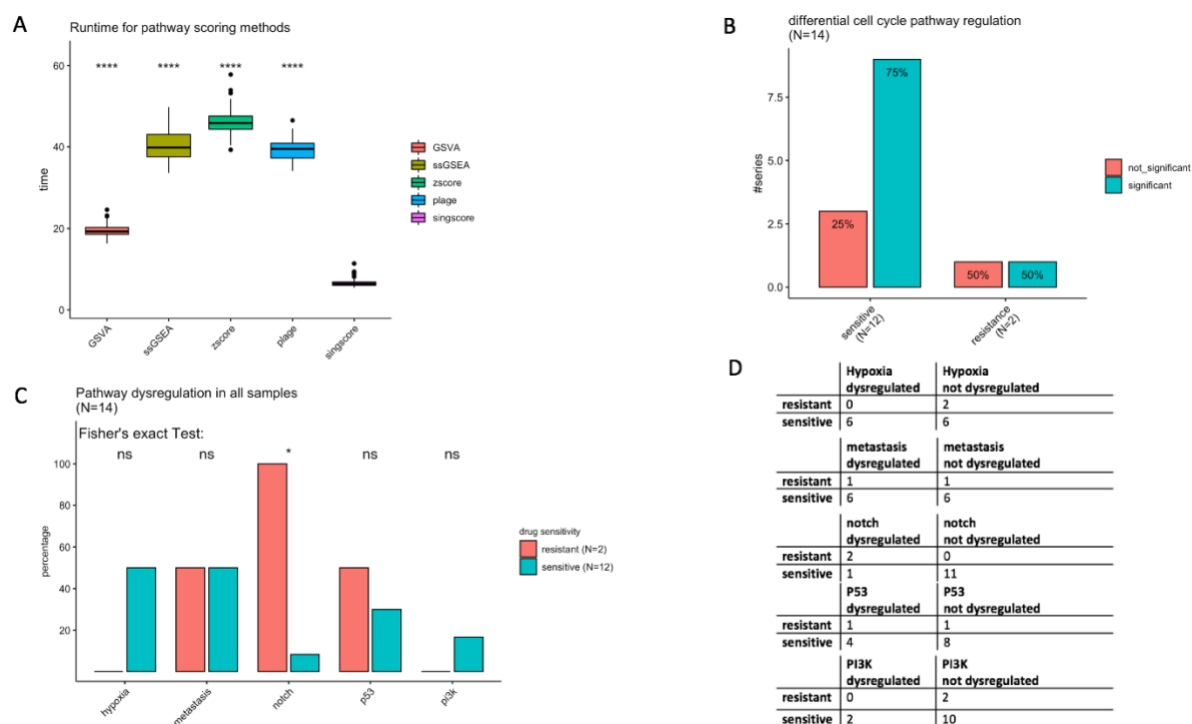 A
Runtime for pathway scoring methods
**** **** **** ****
60
40
20
0
time
GSVA
ssGSEA
zscore
plage
singscore
GSVA
ssGSEA
zscore
plage
singscore
B
differential cell cycle pathway regulation
(N=14)
7.5
5.0
2.5
0.0
#series
75%
25%
50% 50%
sensitive
(N=12)
resistance
(N=2)
not_significant
significant
C
Pathway dysregulation in all samples
(N=14)
Fisher's exact Test:
ns ns * ns ns
100
80
60
40
20
percentage
hypoxia
metastasis
notch
p53
pi3k
drug sensitivity
resistant (N=2)
sensitive (N=12)
D
Hypoxia Hypoxia
dysregulated not dysregulated
resistant 0 2
sensitive 6 6
metastasis metastasis
dysregulated not dysregulated
resistant 1 1
sensitive 6 6
notch notch
dysregulated not dysregulated
resistant 2 0
sensitive 1 11
P53 P53
dysregulated not dysregulated
resistant 1 1
sensitive 4 8
PI3K PI3K
dysregulated not dysregulated
resistant 0 2
sensitive 2 10